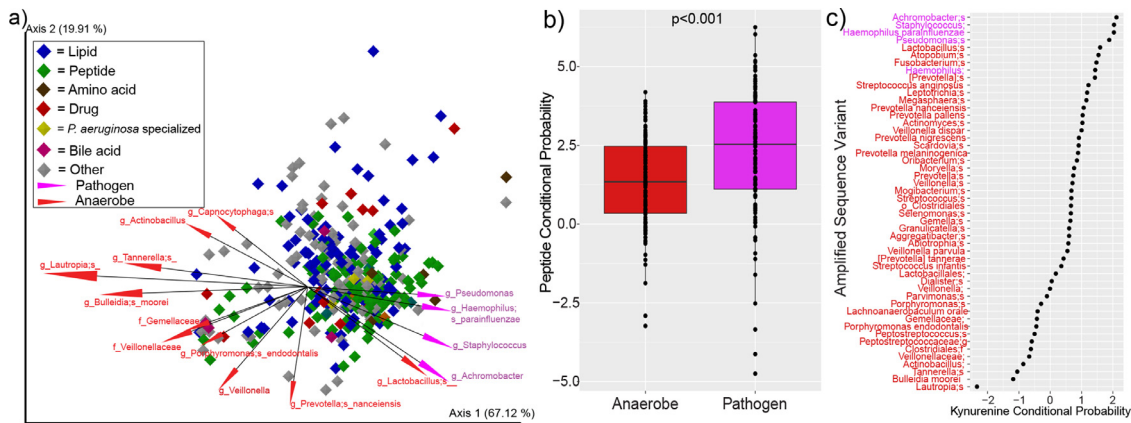 a)
Axis 2 (19.91 %)
= Lipid
= Peptide
= Amino acid
= Drug
= P. aeruginosa specialized
= Bile acid
= Other
Pathogen
Anaerobe
g_Capnocytophaga;s
g_Actinobacillus
g_Tannerella;s_
g_Lautropia;s_
g_Bulleidia;s_moorei
f_Gemellaceae
f_Veillonellaceae
g_Porphyromonas;s_endodontalis
g_Veillonella
g_Prevotella;s_nanceiensis
g_Lactobacillus;s__
g_Pseudomonas
g_Haemophilus;
s_parainfluenzae
g_Staphylococcus
g_Achromobacter
Axis 1 (67.12 %)
b)
p<0.001
Peptide Conditional Probability
5.0
2.5
0.0
−2.5
−5.0
Anaerobe
Pathogen
c)
Amplified Sequence Variant
Achromobacter;s
Staphylococcus;
Haemophilus parainfluenzae
Pseudomonas;s
Lactobacillus;s
Atopobium;s
Fusobacterium;s
Haemophilus;
[Prevotella];s
Streptococcus anginosus
Leptotrichia;s
Megasphaera;s
Prevotella nanceiensis
Prevotella pallens
Actinomyces;s
Veillonella dispar
Prevotella nigrescens
Scardovia;s
Prevotella melaninogenica
Oribacterium;s
Moryella;s
Prevotella;s
Veillonella;s
Mogibacterium;s
Streptococcus;s
o_Clostridiales
Selenomonas;s
Gemella;s
Granulicatella;s
Aggregatibacter;s
Abiotrophia;s
Veillonella parvula
[Prevotella] tannerae
Streptococcus infantis
Lactobacillales;
Dialister;s
Veillonella;
Parvimonas;s
Porphyromonas;s
Lachnoanaerobaculum orale
Gemellaceae;
Porphyromonas endodontalis
Peptostreptococcus;s
Peptostreptococcaceae;g
Clostridiales;f
Veillonellaceae;
Actinobacillus;
Tannerella;s
Bulleidia moorei
Lautropia;s
−2 −1 0 1 2
Kynurenine Conditional Probability